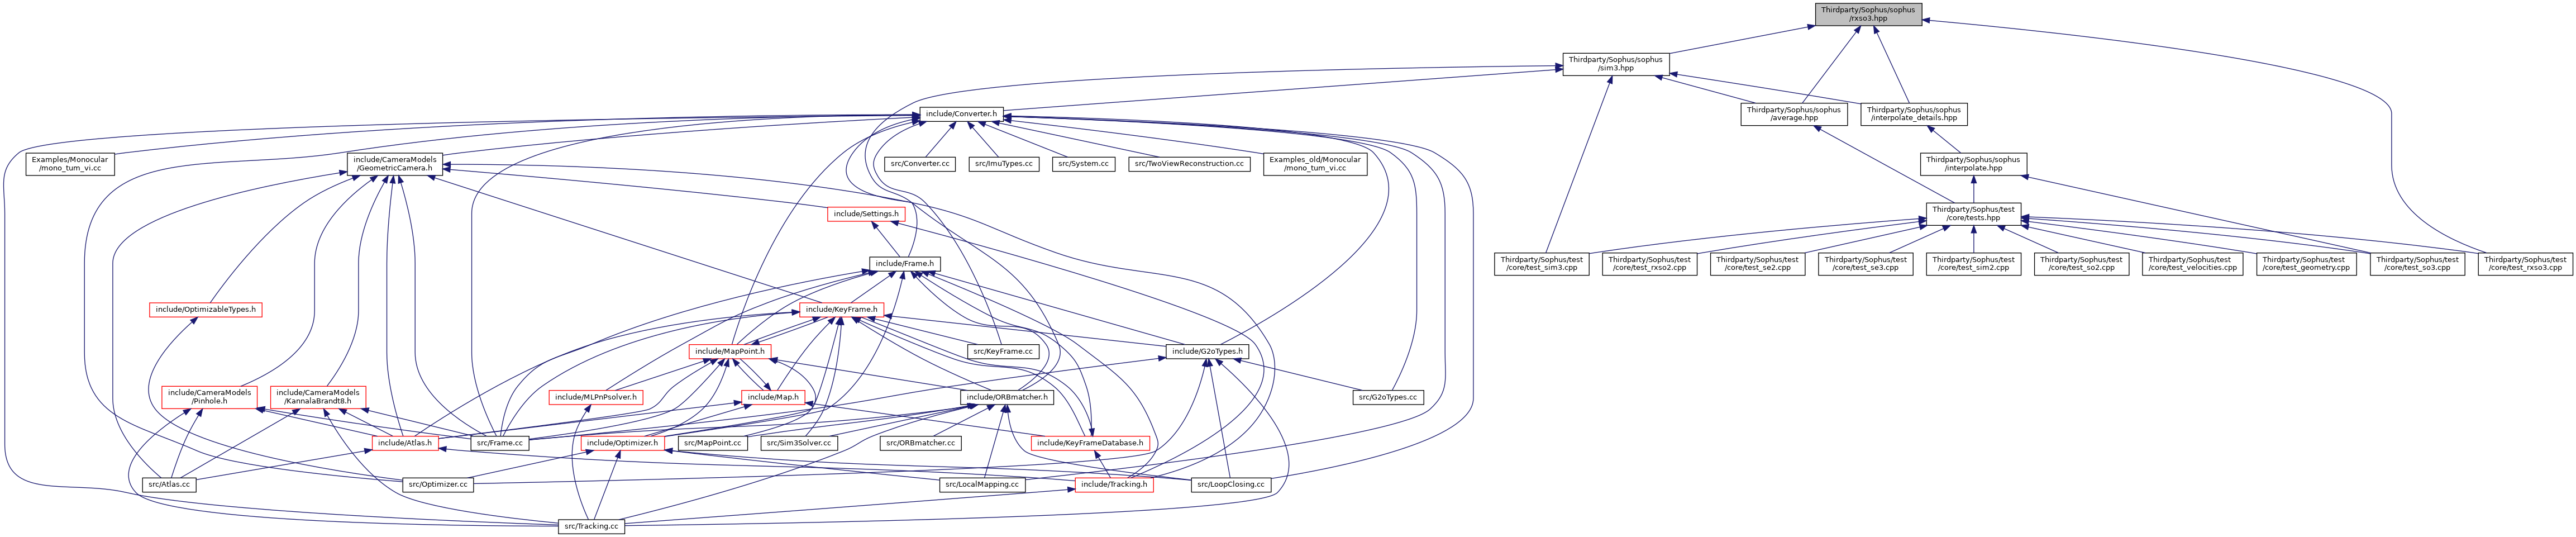 Thirdparty/Sophus/sophus
/rxso3.hpp
Thirdparty/Sophus/sophus
/sim3.hpp
include/Converter.h
Thirdparty/Sophus/sophus
/average.hpp
Thirdparty/Sophus/sophus
/interpolate_details.hpp
Examples/Monocular
/mono_tum_vi.cc
include/CameraModels
/GeometricCamera.h
src/Converter.cc
src/ImuTypes.cc
src/System.cc
src/TwoViewReconstruction.cc
Examples_old/Monocular
/mono_tum_vi.cc
Thirdparty/Sophus/sophus
/interpolate.hpp
include/Settings.h
Thirdparty/Sophus/test
/core/tests.hpp
include/Frame.h
Thirdparty/Sophus/test
/core/test_sim3.cpp
Thirdparty/Sophus/test
/core/test_rxso2.cpp
Thirdparty/Sophus/test
/core/test_se2.cpp
Thirdparty/Sophus/test
/core/test_se3.cpp
Thirdparty/Sophus/test
/core/test_sim2.cpp
Thirdparty/Sophus/test
/core/test_so2.cpp
Thirdparty/Sophus/test
/core/test_velocities.cpp
Thirdparty/Sophus/test
/core/test_geometry.cpp
Thirdparty/Sophus/test
/core/test_so3.cpp
Thirdparty/Sophus/test
/core/test_rxso3.cpp
include/OptimizableTypes.h
include/KeyFrame.h
include/MapPoint.h
src/KeyFrame.cc
include/G2oTypes.h
include/CameraModels
/Pinhole.h
include/CameraModels
/KannalaBrandt8.h
include/MLPnPsolver.h
include/Map.h
include/ORBmatcher.h
src/G2oTypes.cc
include/Atlas.h
src/Frame.cc
include/Optimizer.h
src/MapPoint.cc
src/Sim3Solver.cc
src/ORBmatcher.cc
include/KeyFrameDatabase.h
src/Atlas.cc
src/Optimizer.cc
src/LocalMapping.cc
include/Tracking.h
src/LoopClosing.cc
src/Tracking.cc